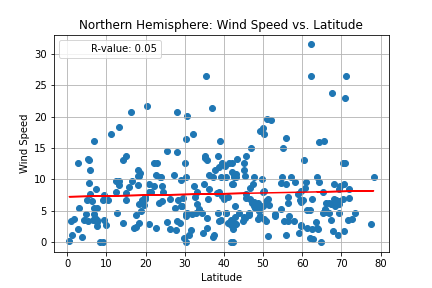 Northern Hemisphere: Wind Speed vs. Latitude
R-value: 0.05
Wind Speed
30
25
20
15
10
5
0
0 10 20 30 40 50 60 70 80
Latitude